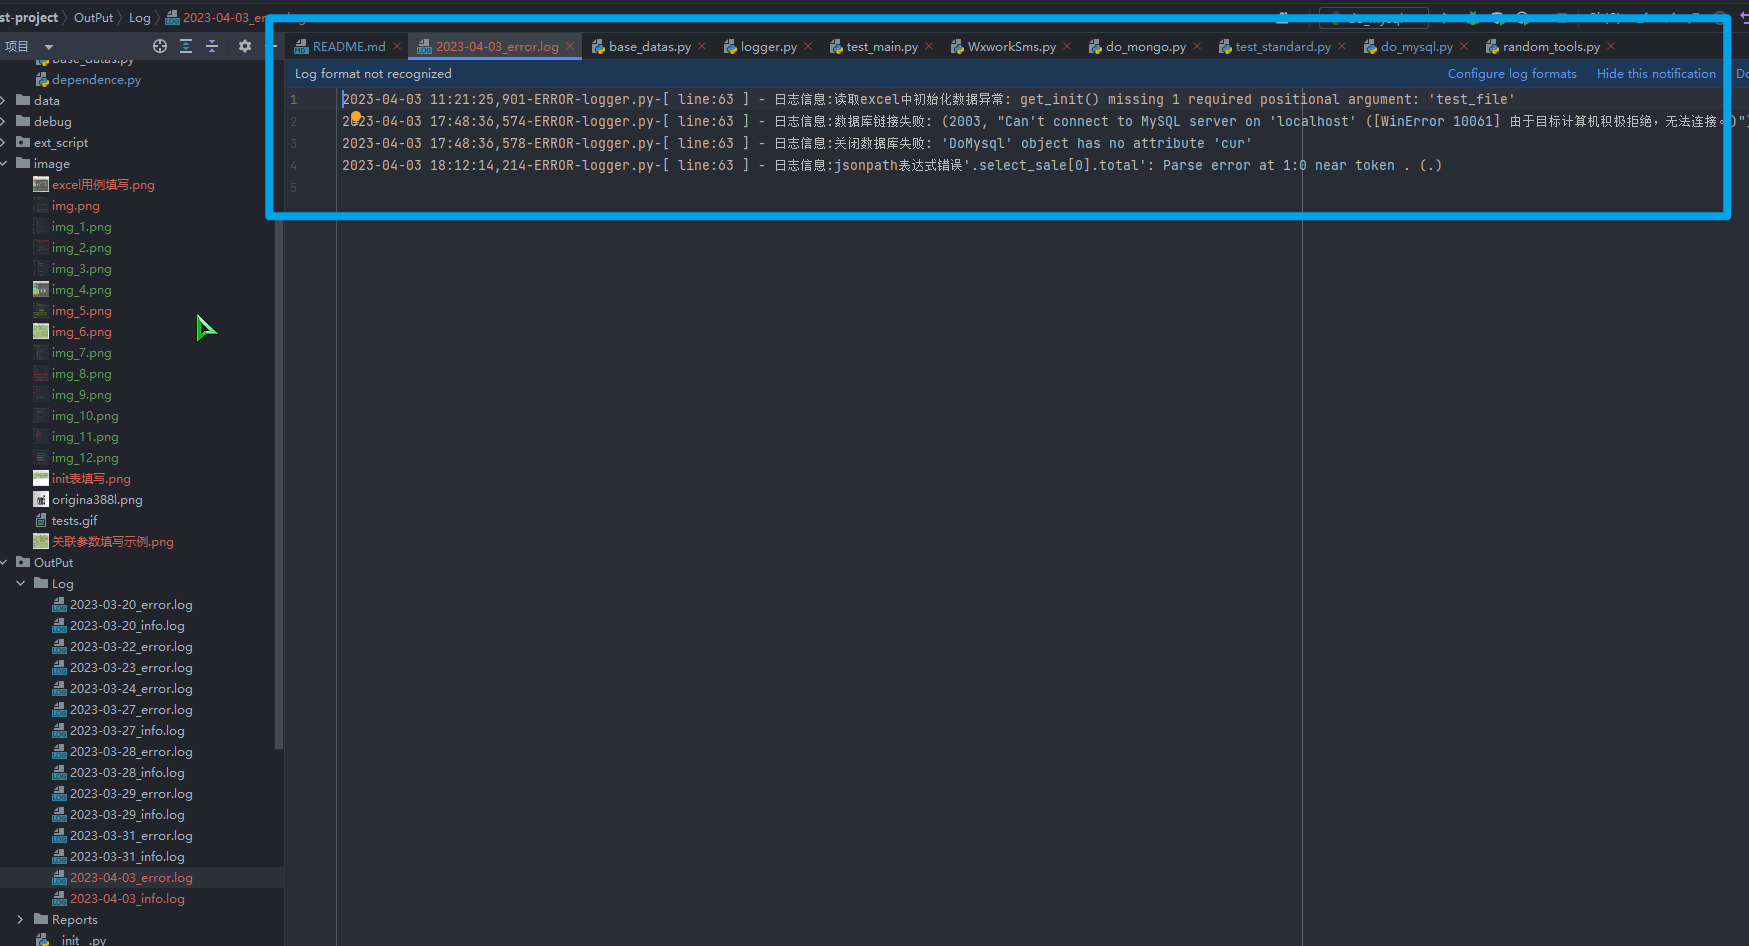 st-project OutPut Log 2023-04-03_er
项目
README.md 2023-04-03_error.log base_datas.py logger.py test_main.py WxworkSms.py do_mongo.py test_standard.py do_mysql.py random_tools.py
Log format not recognized Configure log formats Hide this notification Do
1 2023-04-03 11:21:25,901-ERROR-logger.py-[ line:63 ] - 日志信息:读取excel中初始化数据异常: get_init() missing 1 required positional argument: 'test_file'
2 2023-04-03 17:48:36,574-ERROR-logger.py-[ line:63 ] - 日志信息:数据库链接失败: (2003, "Can't connect to MySQL server on 'localhost' ([WinError 10061] 由于目标计算机积极拒绝，无法连接。)")
3 2023-04-03 17:48:36,578-ERROR-logger.py-[ line:63 ] - 日志信息:关闭数据库失败: 'DoMysql' object has no attribute 'cur'
4 2023-04-03 18:12:14,214-ERROR-logger.py-[ line:63 ] - 日志信息:jsonpath表达式错误'.select_sale[0].total': Parse error at 1:0 near token . (.)
5
base_datas.py
dependence.py
data
debug
ext_script
image
excel用例填写.png
img.png
img_1.png
img_2.png
img_3.png
img_4.png
img_5.png
img_6.png
img_7.png
img_8.png
img_9.png
img_10.png
img_11.png
img_12.png
init表填写.png
origina388l.png
tests.gif
关联参数填写示例.png
OutPut
Log
2023-03-20_error.log
2023-03-20_info.log
2023-03-22_error.log
2023-03-23_error.log
2023-03-24_error.log
2023-03-27_error.log
2023-03-27_info.log
2023-03-28_error.log
2023-03-28_info.log
2023-03-29_error.log
2023-03-29_info.log
2023-03-31_error.log
2023-03-31_info.log
2023-04-03_error.log
2023-04-03_info.log
Reports
__init__.py